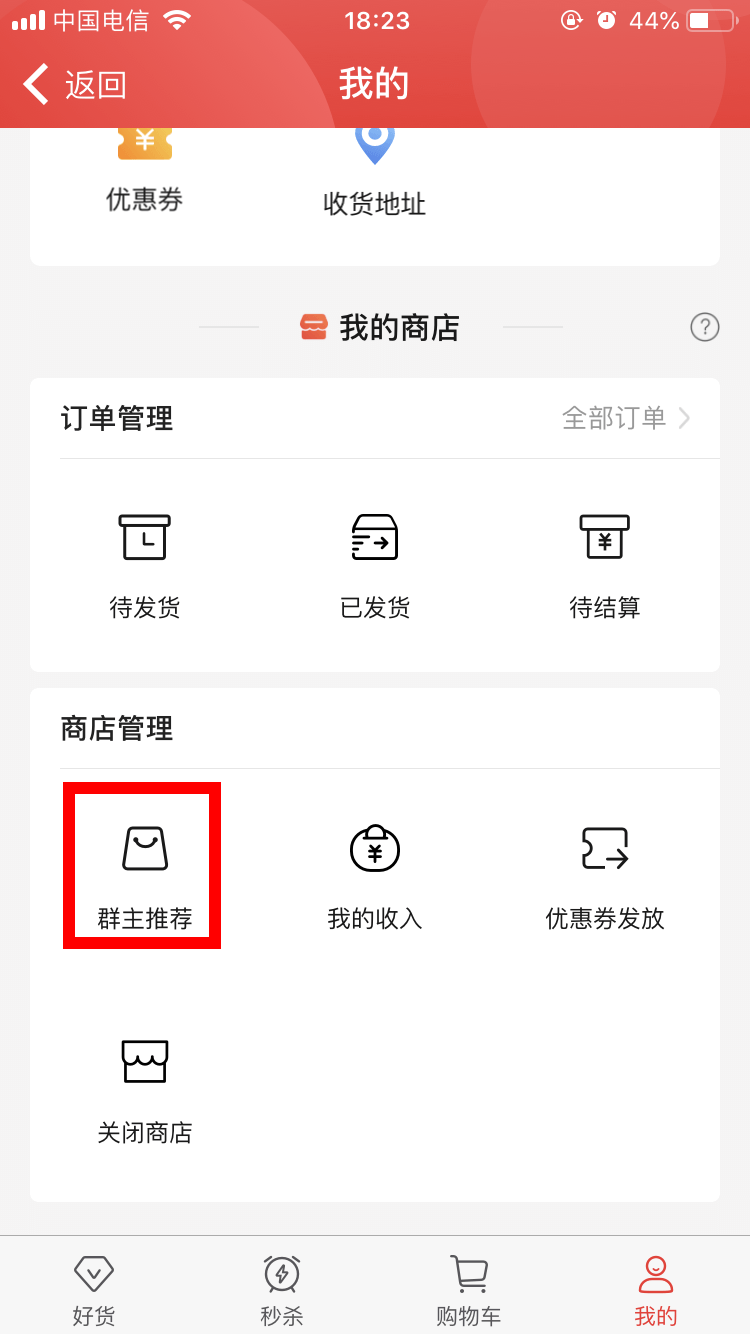 中国电信 18:23 44%
返回 我的
优惠券 收货地址
我的商店 ?
订单管理 全部订单
待发货 已发货 待结算
商店管理
群主推荐 我的收入 优惠券发放
关闭商店
好货 秒杀 购物车 我的